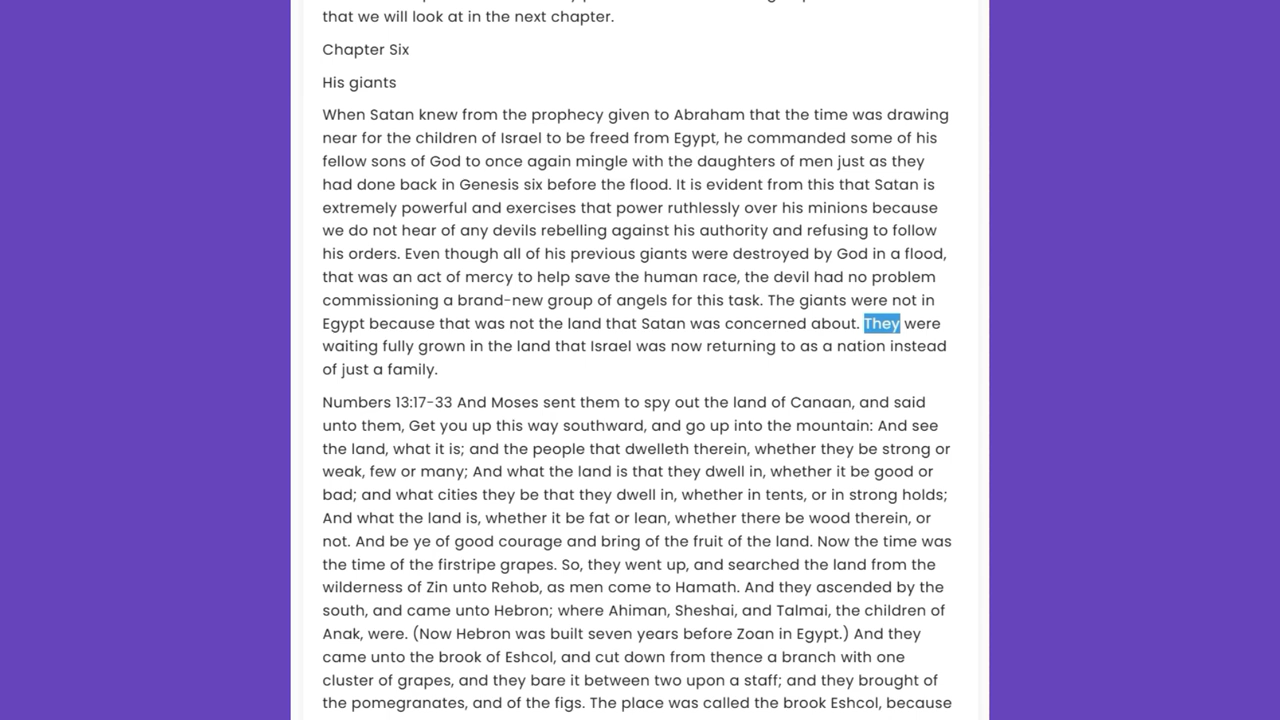 that we will look at in the next chapter.
Chapter Six
His giants
When Satan knew from the prophecy given to Abraham that the time was drawing
near for the children of Israel to be freed from Egypt, he commanded some of his
fellow sons of God to once again mingle with the daughters of men just as they
had done back in Genesis six before the flood. It is evident from this that Satan is
extremely powerful and exercises that power ruthlessly over his minions because
we do not hear of any devils rebelling against his authority and refusing to follow
his orders. Even though all of his previous giants were destroyed by God in a flood,
that was an act of mercy to help save the human race, the devil had no problem
commissioning a brand-new group of angels for this task. The giants were not in
Egypt because that was not the land that Satan was concerned about. They were
waiting fully grown in the land that Israel was now returning to as a nation instead
of just a family.
Numbers 13:17-33 And Moses sent them to spy out the land of Canaan, and said
unto them, Get you up this way southward, and go up into the mountain: And see
the land, what it is; and the people that dwelleth therein, whether they be strong or
weak, few or many; And what the land is that they dwell in, whether it be good or
bad; and what cities they be that they dwell in, whether in tents, or in strong holds;
And what the land is, whether it be fat or lean, whether there be wood therein, or
not. And be ye of good courage and bring of the fruit of the land. Now the time was
the time of the firstripe grapes. So, they went up, and searched the land from the
wilderness of Zin unto Rehob, as men come to Hamath. And they ascended by the
south, and came unto Hebron; where Ahiman, Sheshai, and Talmai, the children of
Anak, were. (Now Hebron was built seven years before Zoan in Egypt.) And they
came unto the brook of Eshcol, and cut down from thence a branch with one
cluster of grapes, and they bare it between two upon a staff; and they brought of
the pomegranates, and of the figs. The place was called the brook Eshcol, because